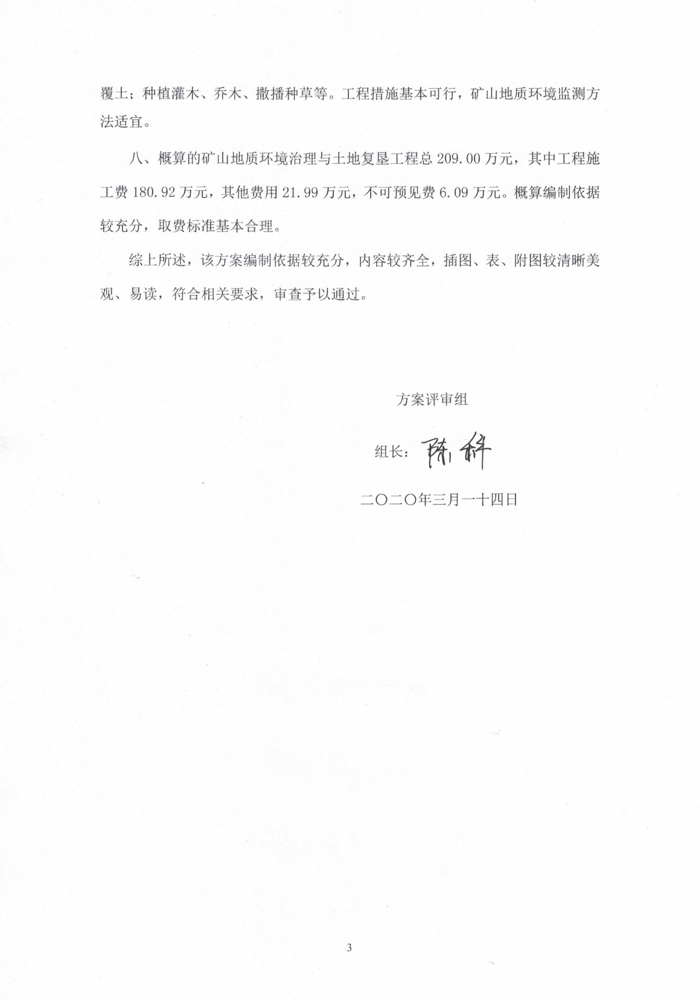 覆土；种植灌木、乔木、撒播种草等。工程措施基本可行，矿山地质环境监测方
法适宜。
八、概算的矿山地质环境治理与土地复垦工程总 209.00 万元，其中工程施
工费 180.92 万元，其他费用 21.99 万元，不可预见费 6.09 万元。概算编制依据
较充分，取费标准基本合理。
综上所述，该方案编制依据较充分，内容较齐全，插图、表、附图较清晰美
观、易读，符合相关要求，审查予以通过。
方案评审组
组长：陈科
二〇二〇年三月一十四日
3